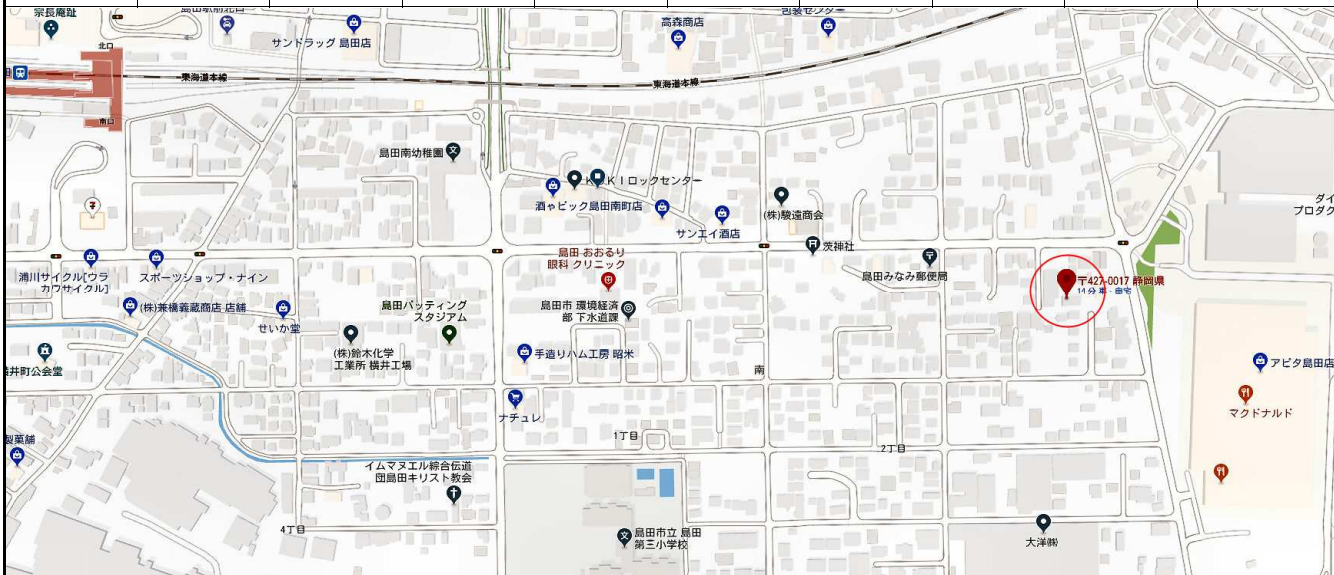 宗長庵趾
島田駅前北口
サンドラッグ 島田店
高森商店
北口
東海道本線
東海道本線
南口
島田南幼稚園
ロックセンター
酒ゃビック島田南町店
サンエイ酒店
(株)駿遠商会
茨神社
島田みなみ郵便局
ダイ
プロダク
島田 おおるり
眼科 クリニック
浦川サイクル[ウラ
カワサイクル]
スポーツショップ・ナイン
〒427-0017 静岡県
14 分 車 - 自宅
(株)兼橋義蔵商店 店舗
せいか堂
島田バッティング
スタジアム
島田市 環境経済
部 下水道課
(株)鈴木化学
工業所 横井工場
手造りハム工房 昭米
井町公会堂
南
アピタ島田店
マクドナルド
ナチュレ
1丁目
2丁目
製菓舗
イムマヌエル綜合伝道
団島田キリスト教会
4丁目
島田市立 島田
第三小学校
大洋㈱